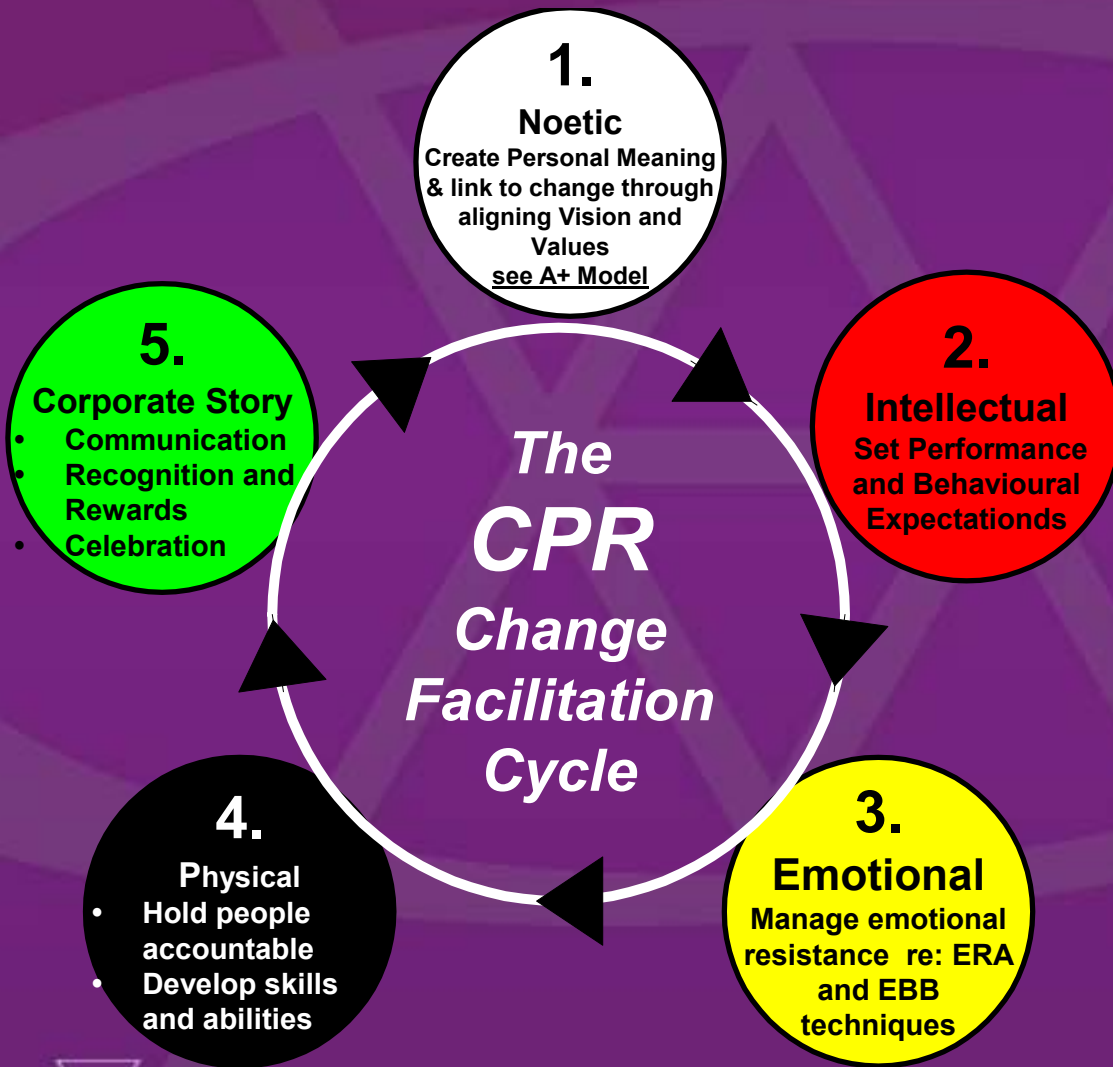 1.
Noetic
Create Personal Meaning
& link to change through
aligning Vision and
Values
see A+ Model
2.
Intellectual
Set Performance
and Behavioural
Expectationds
3.
Emotional
Manage emotional
resistance re: ERA
and EBB
techniques
4.
Physical
• Hold people
accountable
• Develop skills
and abilities
5.
Corporate Story
• Communication
• Recognition and
Rewards
• Celebration
The
CPR
Change
Facilitation
Cycle